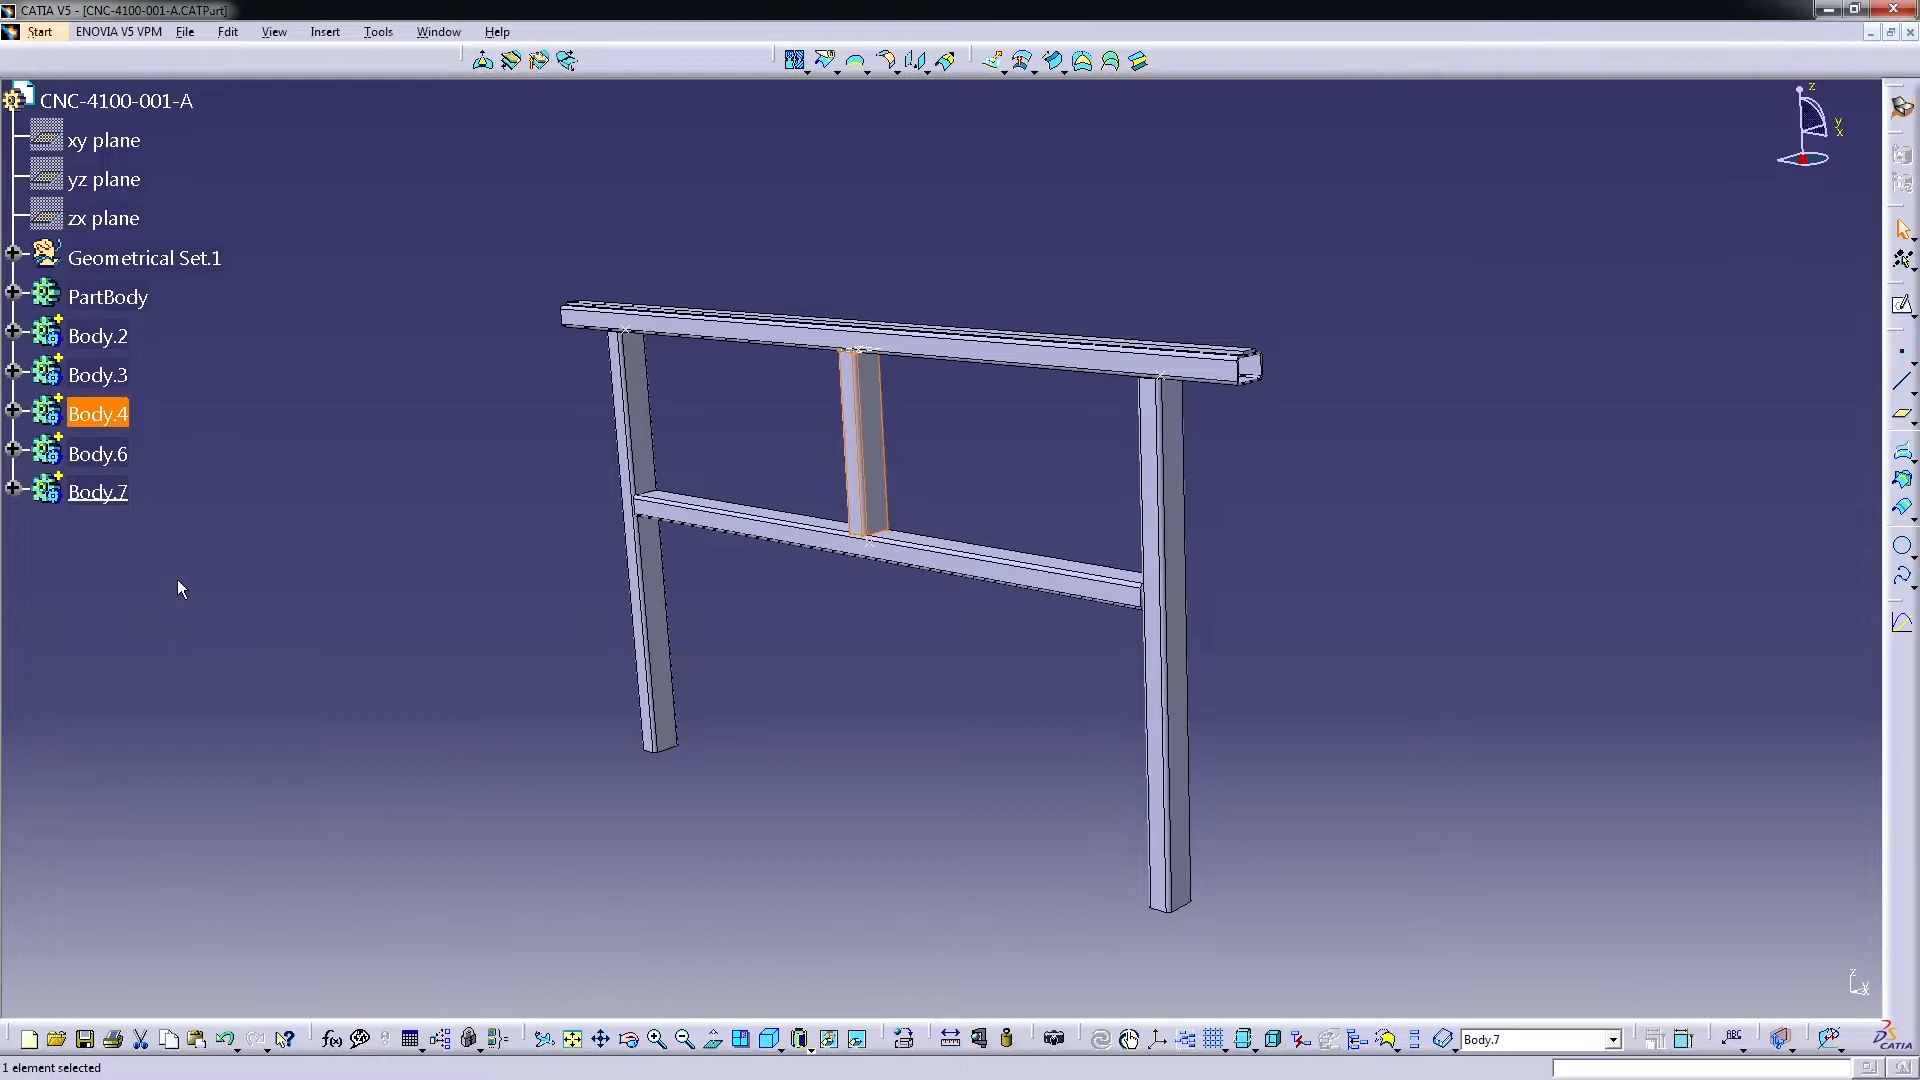 CATIA V5 - [CNC-4100-001-A.CATPart]
Start ENOVIA V5 VPM File Edit View Insert Tools Window Help
CNC-4100-001-A
xy plane
yz plane
zx plane
Geometrical Set.1
PartBody
Body.2
Body.3
Body.4
Body.6
Body.7
z
y
x
z
y
x
f(x)
ABC
Body.7
CATIA
1 element selected